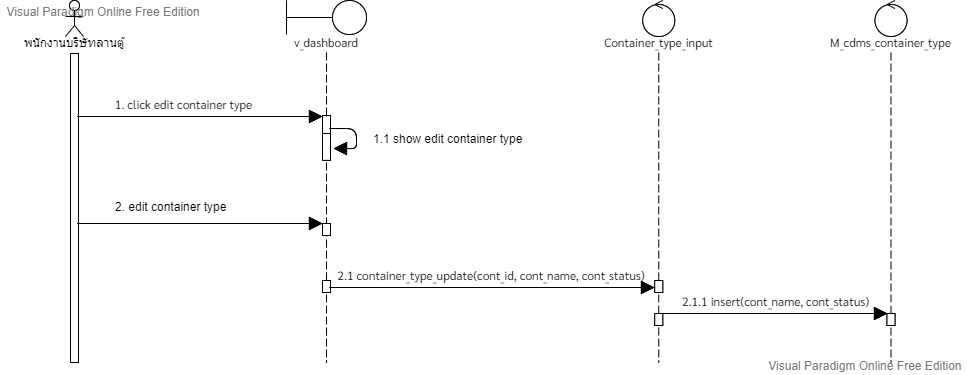 Visual Paradigm Online Free Edition
พนักงานบริษัทลานตู้
v_dashboard
Container_type_input
M_cdms_container_type
1. click edit container type
1.1 show edit container type
2. edit container type
2.1 container_type_update(cont_id, cont_name, cont_status)
2.1.1 insert(cont_name, cont_status)
Visual Paradigm Online Free Edition